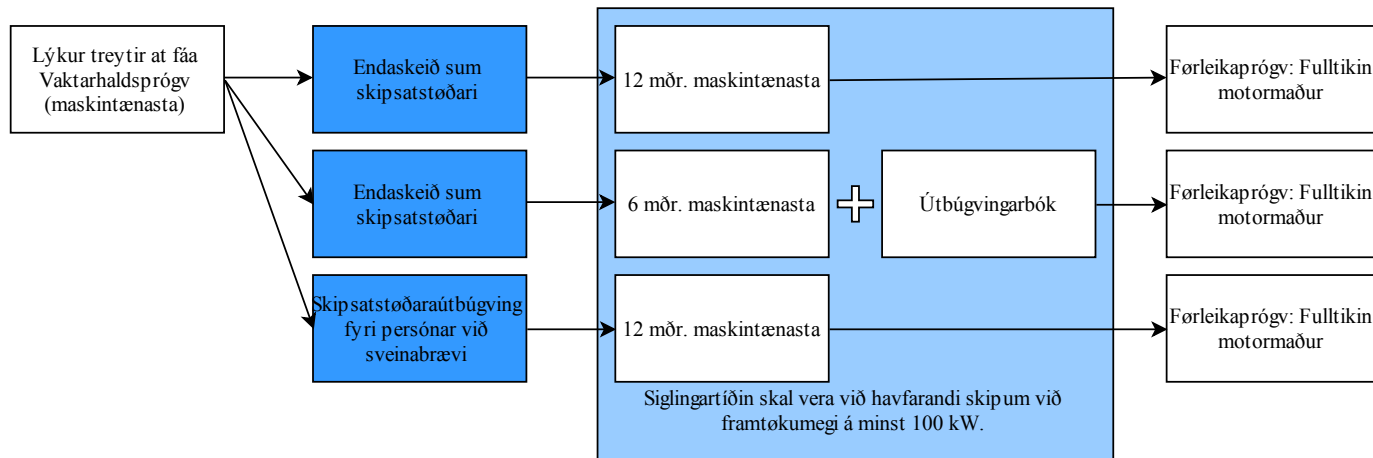 Lýkur treytir at fáa
Vaktarhaldsprógv
(maskintænasta)
Endaskeið sum
skipsatstøðari
12 mðr. maskintænasta
Førleikaprógv: Fulltikin
motormaður
Endaskeið sum
skipsatstøðari
6 mðr. maskintænasta
Útbúgvingarbók
Førleikaprógv: Fulltikin
motormaður
Skipsatstøðaraútbúgving
fyri persónar við
sveinabrævi
12 mðr. maskintænasta
Førleikaprógv: Fulltikin
motormaður
Siglingartíðin skal vera við havfarandi skipum við
framtøkumegi á minst 100 kW.